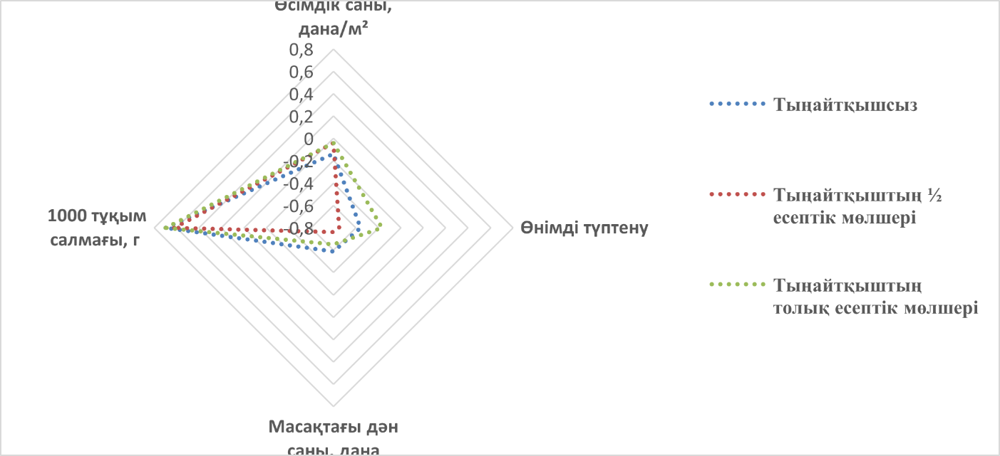 Өсімдік саны,
дана/м²
0,8
0,6
0,4
0,2
0
-0,2
-0,4
-0,6
-0,8
1000 тұқым
салмағы, г
Өнімді түптену
Масақтағы дән
саны, дана
Тыңайтқышсыз
Тыңайтқыштың ½
есептік мөлшері
Тыңайтқыштың
толық есептік мөлшері